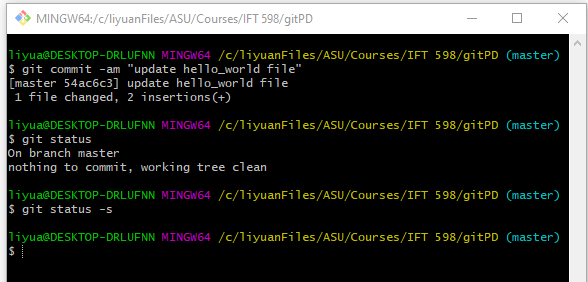 MINGW64:/c/liyuanFiles/ASU/Courses/IFT 598/gitPD
liyua@DESKTOP-DRLUFNN MINGW64 /c/liyuanFiles/ASU/Courses/IFT 598/gitPD (master)
$ git commit -am "update hello_world file"
[master 54ac6c3] update hello_world file
 1 file changed, 2 insertions(+)
liyua@DESKTOP-DRLUFNN MINGW64 /c/liyuanFiles/ASU/Courses/IFT 598/gitPD (master)
$ git status
On branch master
nothing to commit, working tree clean
liyua@DESKTOP-DRLUFNN MINGW64 /c/liyuanFiles/ASU/Courses/IFT 598/gitPD (master)
$ git status -s
liyua@DESKTOP-DRLUFNN MINGW64 /c/liyuanFiles/ASU/Courses/IFT 598/gitPD (master)
$